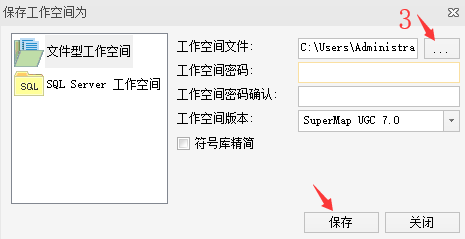 保存工作空间为
3
文件型工作空间
SQL
SQL Server 工作空间
工作空间文件:
C:\Users\Administra
...
工作空间密码:
工作空间密码确认:
工作空间版本:
SuperMap UGC 7.0
符号库精简
保存
关闭